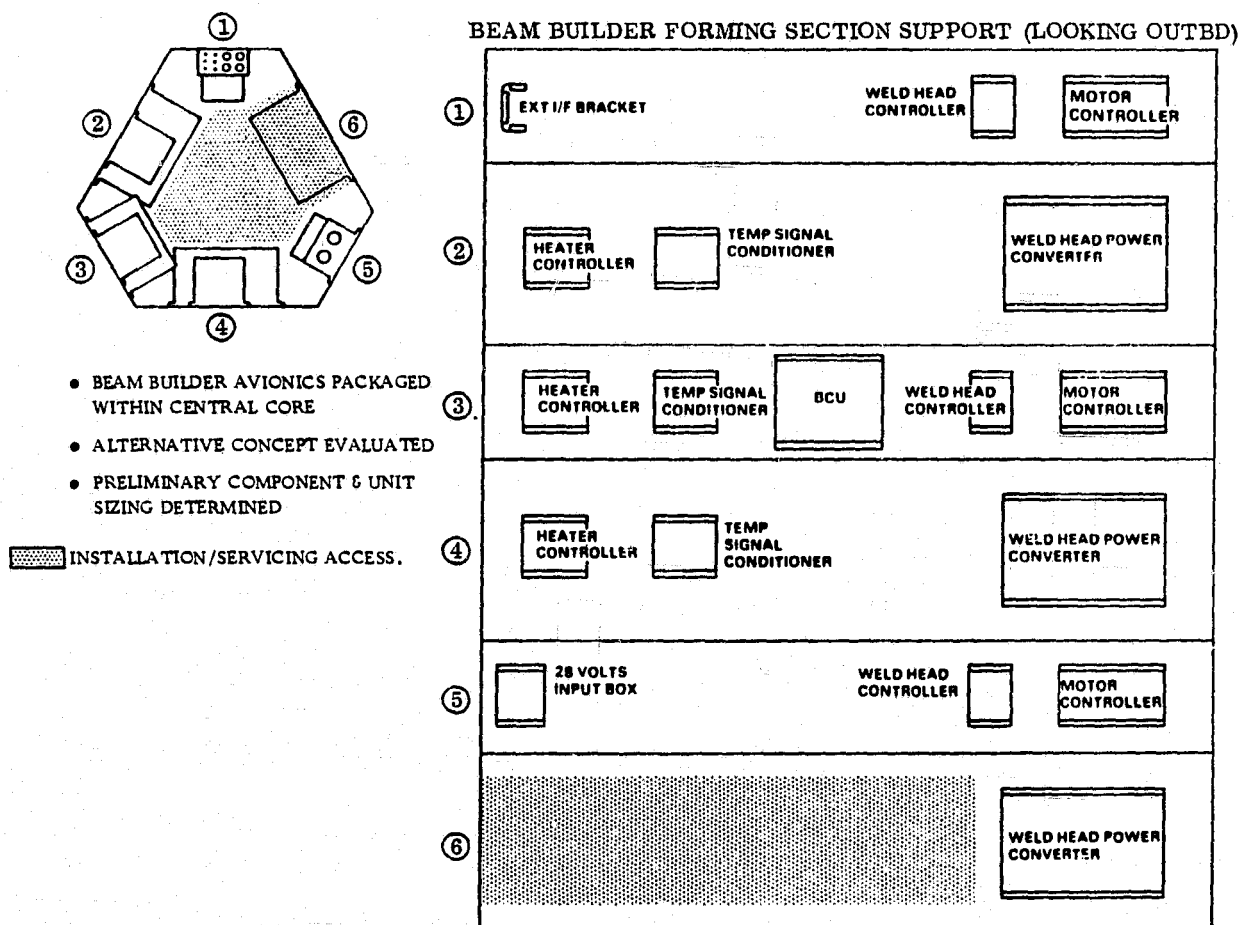 BEAM BUILDER FORMING SECTION SUPPORT (LOOKING OUTBD)
①
②
③
④
⑤
⑥
• BEAM BUILDER AVIONICS PACKAGED
WITHIN CENTRAL CORE
• ALTERNATIVE CONCEPT EVALUATED
• PRELIMINARY COMPONENT & UNIT
SIZING DETERMINED
INSTALLATION/SERVICING ACCESS.
①
EXT I/F BRACKET
WELD HEAD
CONTROLLER
MOTOR
CONTROLLER
②
HEATER
CONTROLLER
TEMP SIGNAL
CONDITIONER
WELD HEAD POWER
CONVERTER
③.
HEATER
CONTROLLER
TEMP SIGNAL
CONDITIONER
BCU
WELD HEAD
CONTROLLER
MOTOR
CONTROLLER
④
HEATER
CONTROLLER
TEMP
SIGNAL
CONDITIONER
WELD HEAD POWER
CONVERTER
⑤
28 VOLTS
INPUT BOX
WELD HEAD
CONTROLLER
MOTOR
CONTROLLER
⑥
WELD HEAD POWER
CONVERTER